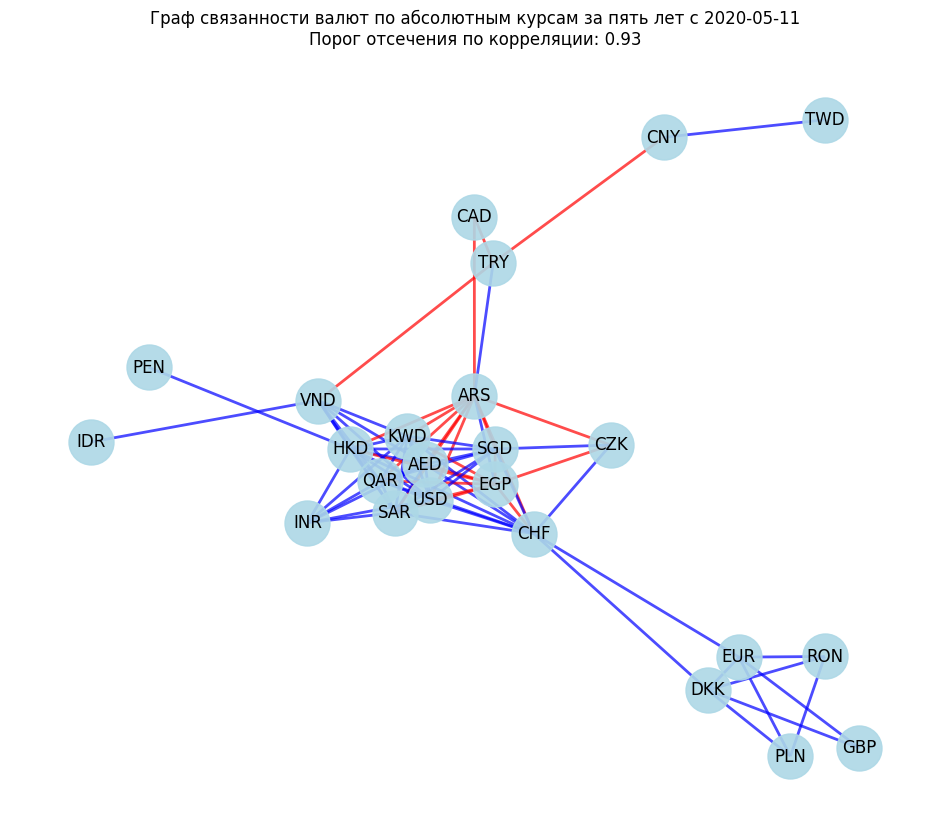 Граф связанности валют по абсолютным курсам за пять лет с 2020-05-11
Порог отсечения по корреляции: 0.93
TWD
CNY
CAD
TRY
PEN
ARS
VND
KWD
IDR
HKD
SGD
CZK
AED
QAR
EGP
USD
SAR
INR
CHF
EUR
RON
DKK
GBP
PLN